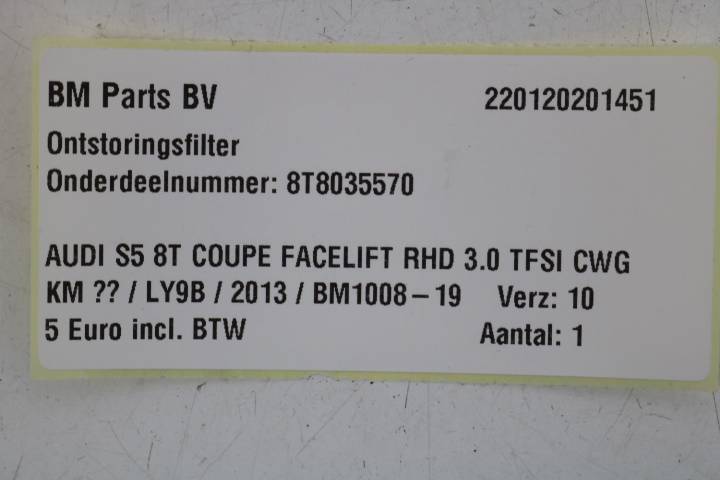 BM Parts BV 220120201451
Ontstoringsfilter
Onderdeelnummer: 8T8035570
AUDI S5 8T COUPE FACELIFT RHD 3.0 TFSI CWG
KM ?? / LY9B / 2013 / BM1008-19 Verz: 10
5 Euro incl. BTW Aantal: 1